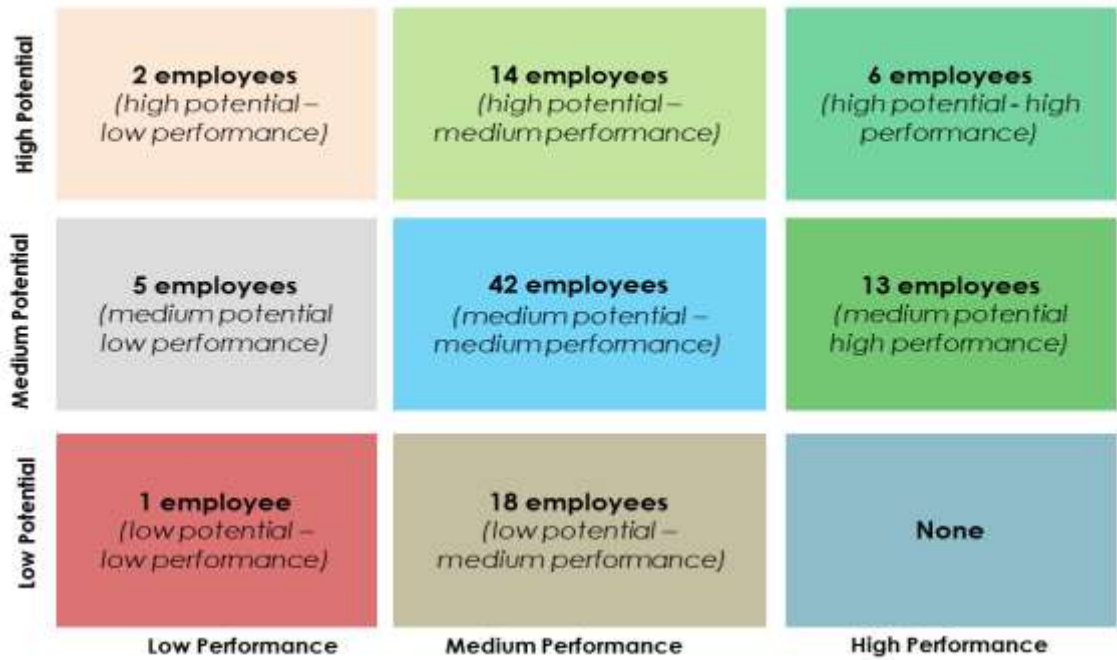 High Potential
2 employees
(high potential –
low performance)
14 employees
(high potential –
medium performance)
6 employees
(high potential - high
performance)
Medium Potential
5 employees
(medium potential
low performance)
42 employees
(medium potential –
medium performance)
13 employees
(medium potential
high performance)
Low Potential
1 employee
(low potential –
low performance)
18 employees
(low potential –
medium performance)
None
Low Performance
Medium Performance
High Performance